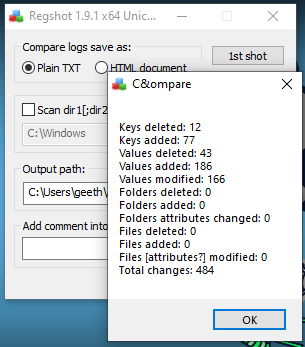 Regshot 1.9.1 x64 Unic...
Compare logs save as:
Plain TXT
HTML document
1st shot
Scan dir1[;dir2
C:\Windows
Output path:
C:\Users\geeth
Add comment into
C&ompare
Keys deleted: 12
Keys added: 77
Values deleted: 43
Values added: 186
Values modified: 166
Folders deleted: 0
Folders added: 0
Folders attributes changed: 0
Files deleted: 0
Files added: 0
Files [attributes?] modified: 0
Total changes: 484
OK